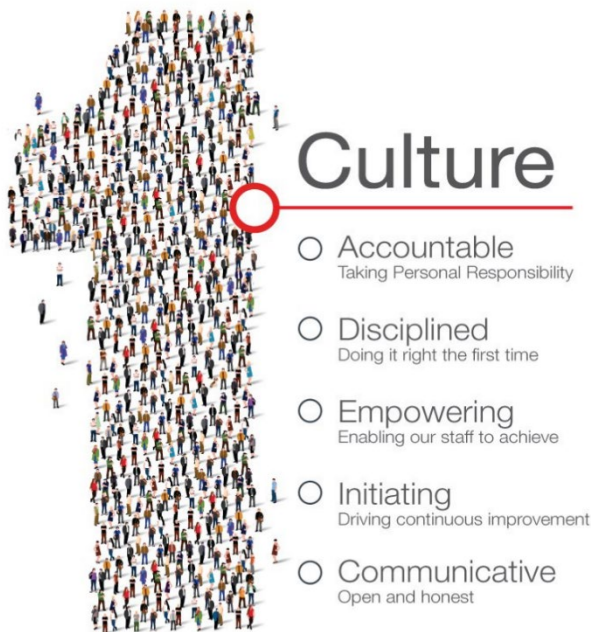 Culture
Accountable
Taking Personal Responsibility
Disciplined
Doing it right the first time
Empowering
Enabling our staff to achieve
Initiating
Driving continuous improvement
Communicative
Open and honest